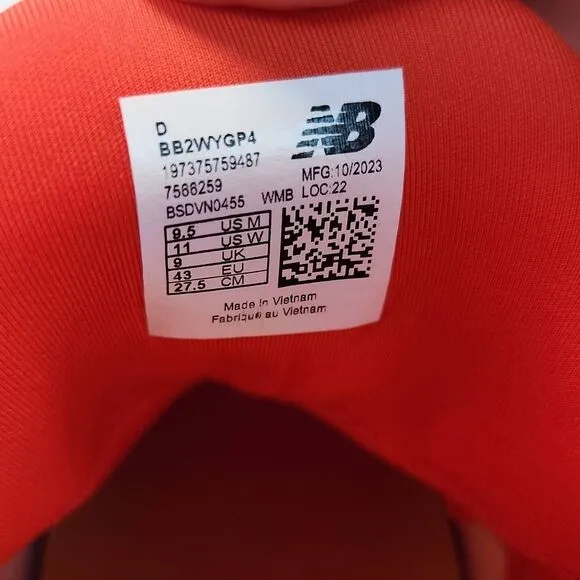 D
BB2WYGP4
197375759487
7566259
BSDVN0455 WMB
NB
MFG:10/2023
LOC:22
9.5 US M
11 US W
9 UK
43 EU
27.5 CM
Made in Vietnam
Fabriqué au Vietnam